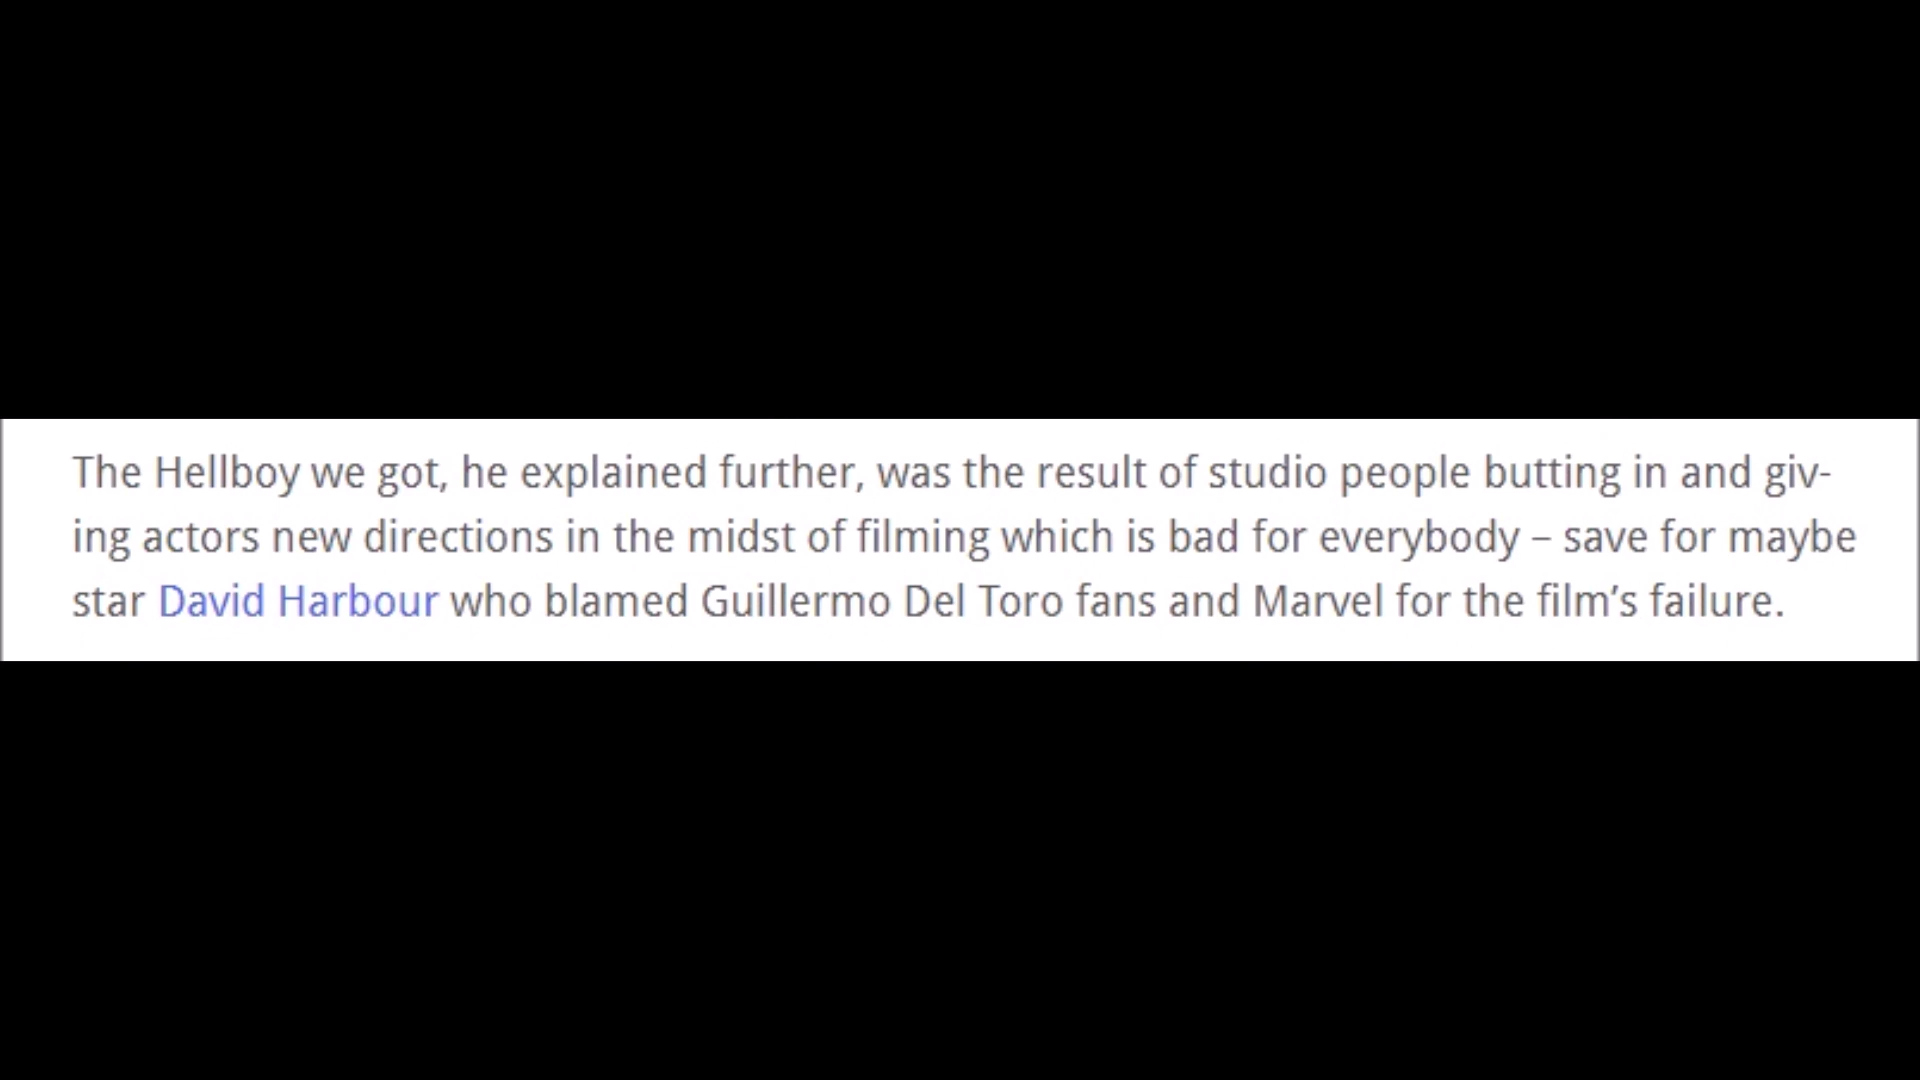 The Hellboy we got, he explained further, was the result of studio people butting in and giv-
ing actors new directions in the midst of filming which is bad for everybody – save for maybe
star David Harbour who blamed Guillermo Del Toro fans and Marvel for the film’s failure.